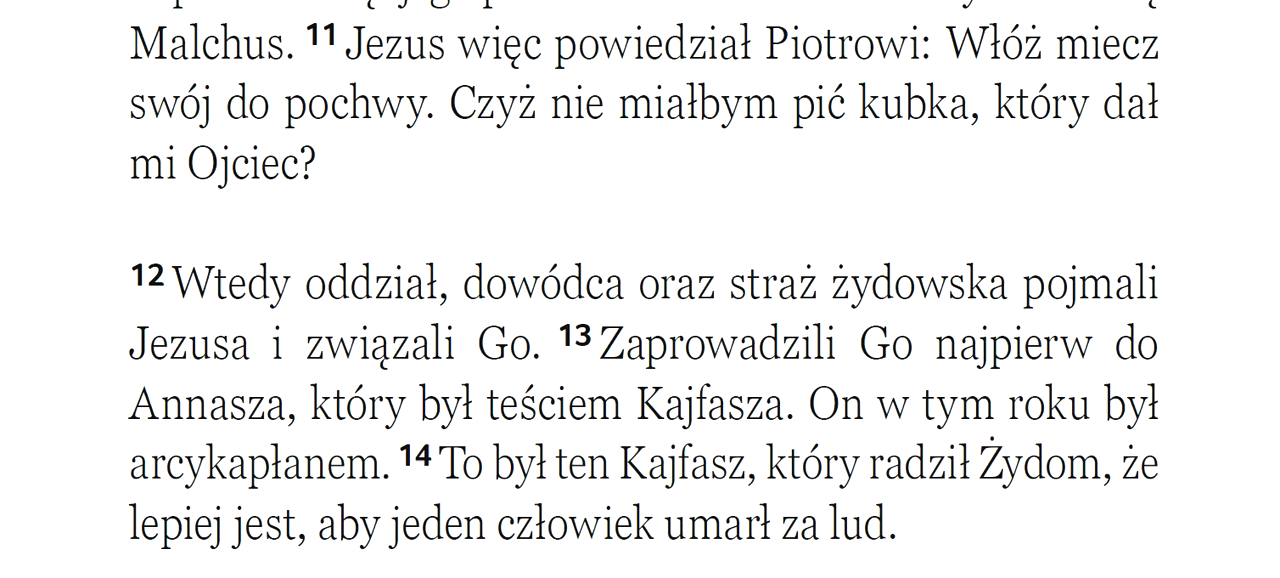 Malchus. 11 Jezus więc powiedział Piotrowi: Włóż miecz
swój do pochwy. Czyż nie miałbym pić kubka, który dał
mi Ojciec?
12 Wtedy oddział, dowódca oraz straż żydowska pojmali
Jezusa i związali Go. 13 Zaprowadzili Go najpierw do
Annasza, który był teściem Kajfasza. On w tym roku był
arcykapłanem. 14 To był ten Kajfasz, który radził Żydom, że
lepiej jest, aby jeden człowiek umarł za lud.